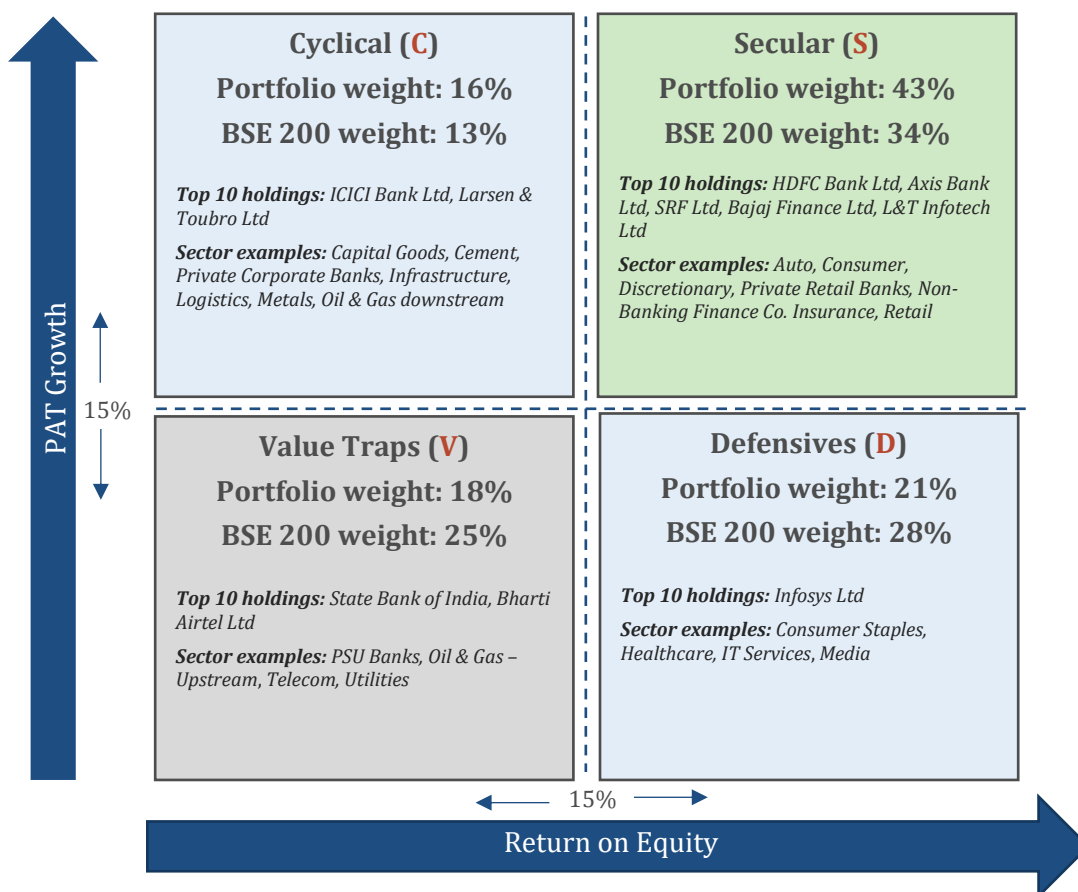 Cyclical (C)
Portfolio weight: 16%
BSE 200 weight: 13%
Top 10 holdings: ICICI Bank Ltd, Larsen &
Toubro Ltd
Sector examples: Capital Goods, Cement,
Private Corporate Banks, Infrastructure,
Logistics, Metals, Oil & Gas downstream
Secular (S)
Portfolio weight: 43%
BSE 200 weight: 34%
Top 10 holdings: HDFC Bank Ltd, Axis Bank
Ltd, SRF Ltd, Bajaj Finance Ltd, L&T Infotech
Ltd
Sector examples: Auto, Consumer,
Discretionary, Private Retail Banks, Non-
Banking Finance Co. Insurance, Retail
PAT Growth
15%
Value Traps (V)
Portfolio weight: 18%
BSE 200 weight: 25%
Top 10 holdings: State Bank of India, Bharti
Airtel Ltd
Sector examples: PSU Banks, Oil & Gas –
Upstream, Telecom, Utilities
Defensives (D)
Portfolio weight: 21%
BSE 200 weight: 28%
Top 10 holdings: Infosys Ltd
Sector examples: Consumer Staples,
Healthcare, IT Services, Media
15%
Return on Equity